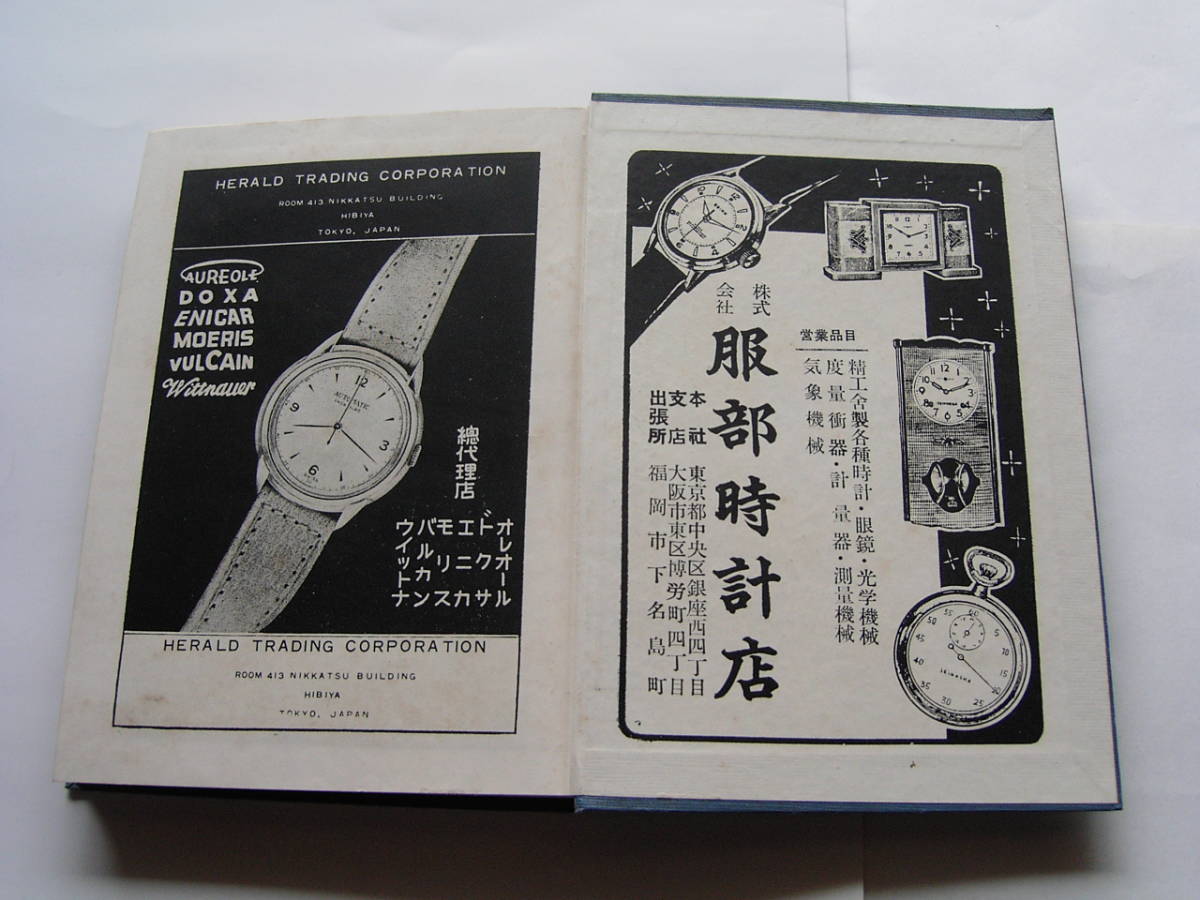 HERALD TRADING CORPORATION
ROOM 413 NIKKATSU BUILDING
HIBIYA
TOKYO, JAPAN
AUREOLE
DOXA
ENICAR
MOERIS
VULCAIN
Wittnauer
AUTOMATIC
總代理店
オレオール
ドクサ
エニカ
モリス
バルカン
ウイットナ
HERALD TRADING CORPORATION
ROOM 413 NIKKATSU BUILDING
HIBIYA
TOKYO, JAPAN
営業品目
精工舎製各種時計・眼鏡・光学機械
度量衡器・計量器・測量機械
気象機械
株式会社
服部時計店
本社 東京都中央区銀座西四丁目
支店 大阪市東区博労町四丁目
出張所 福岡市下名島町